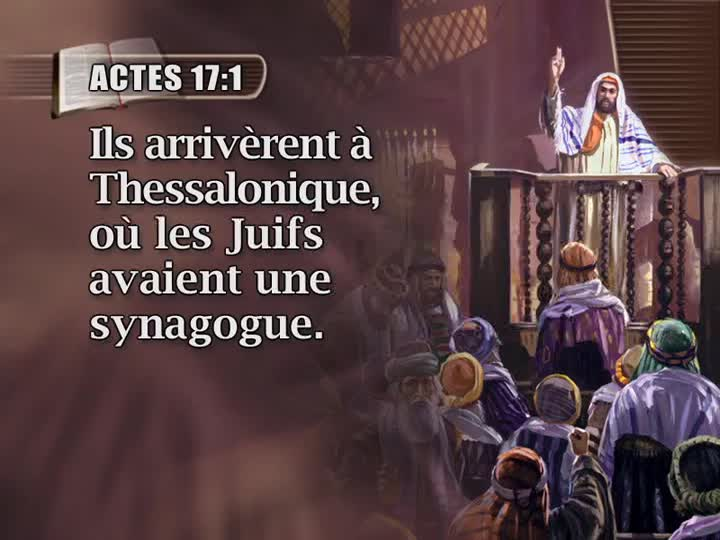 ACTES 17:1
Ils arrivèrent à
Thessalonique,
où les Juifs
avaient une
synagogue.